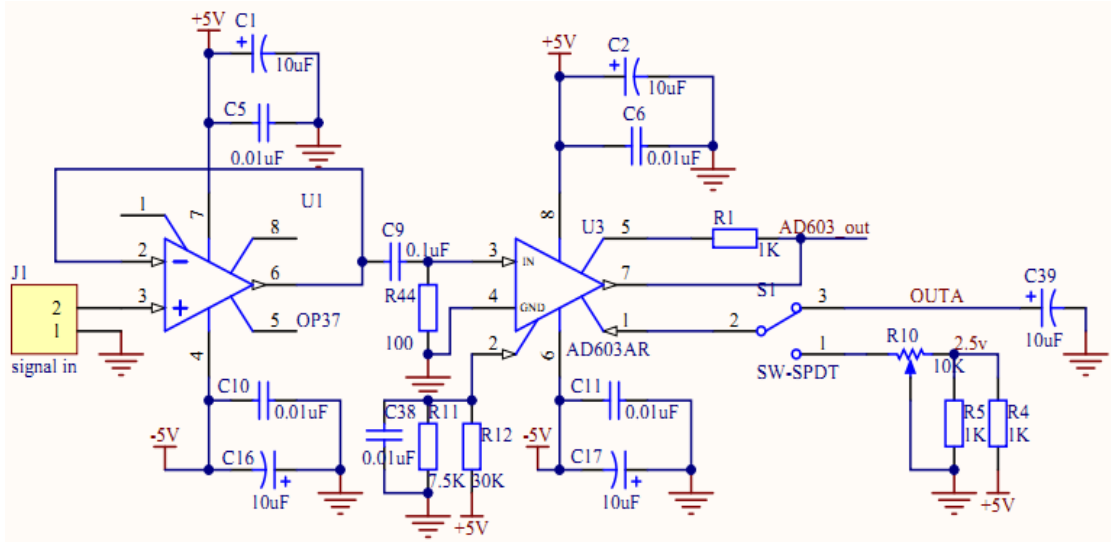 +5V
C1
10uF
C5
0.01uF
+5V
C2
10uF
C6
0.01uF
U1
1
7
8
2
6
3
5
4
OP37
J1
2
1
signal in
C9
0.1uF
R44
100
U3
8
3
IN
5
R1
1K
AD603_out
7
4
GND
1
2
6
AD603AR
S1
3
2
1
SW-SPDT
OUTA
C39
10uF
R10
10K
2.5v
R5
1K
R4
1K
+5V
C10
0.01uF
-5V
C16
10uF
C38
0.01uF
R11
7.5K
R12
30K
+5V
C11
0.01uF
-5V
C17
10uF